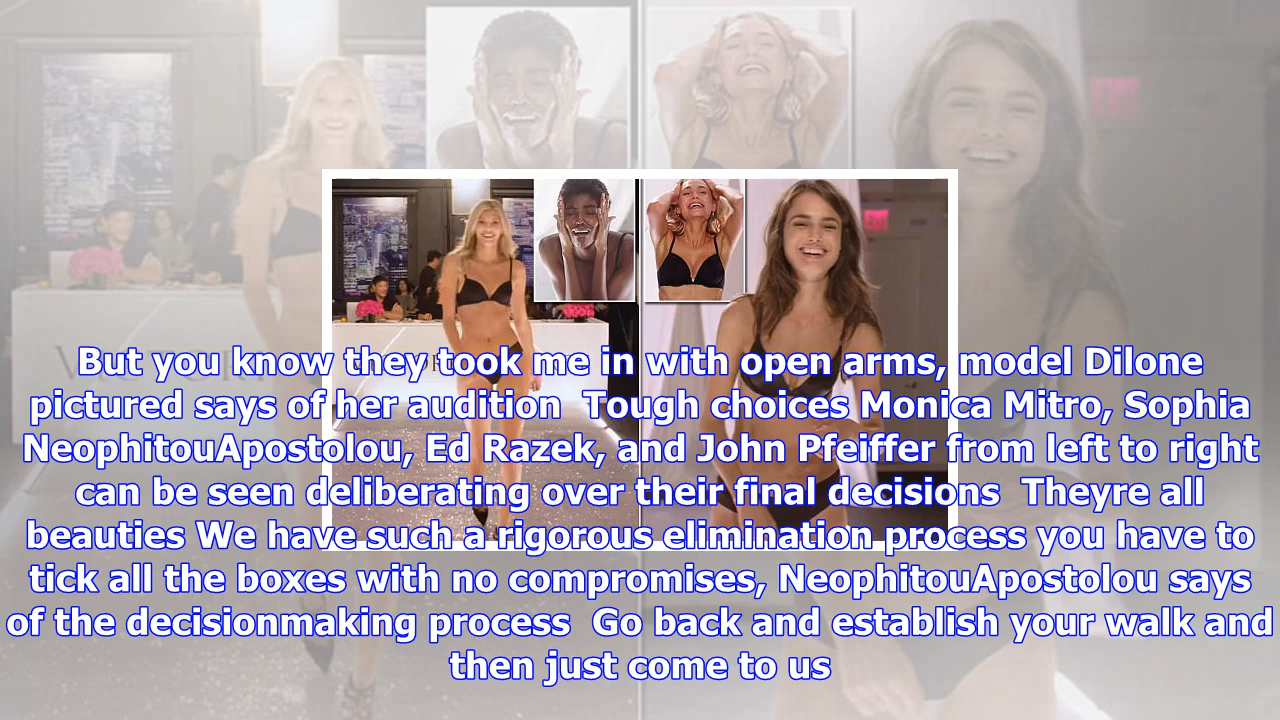 EXIT
But you know they took me in with open arms, model Dilone
pictured says of her audition  Tough choices Monica Mitro, Sophia
NeophitouApostolou, Ed Razek, and John Pfeiffer from left to right
can be seen deliberating over their final decisions  Theyre all
beauties We have such a rigorous elimination process you have to
tick all the boxes with no compromises, NeophitouApostolou says
of the decisionmaking process  Go back and establish your walk and
then just come to us